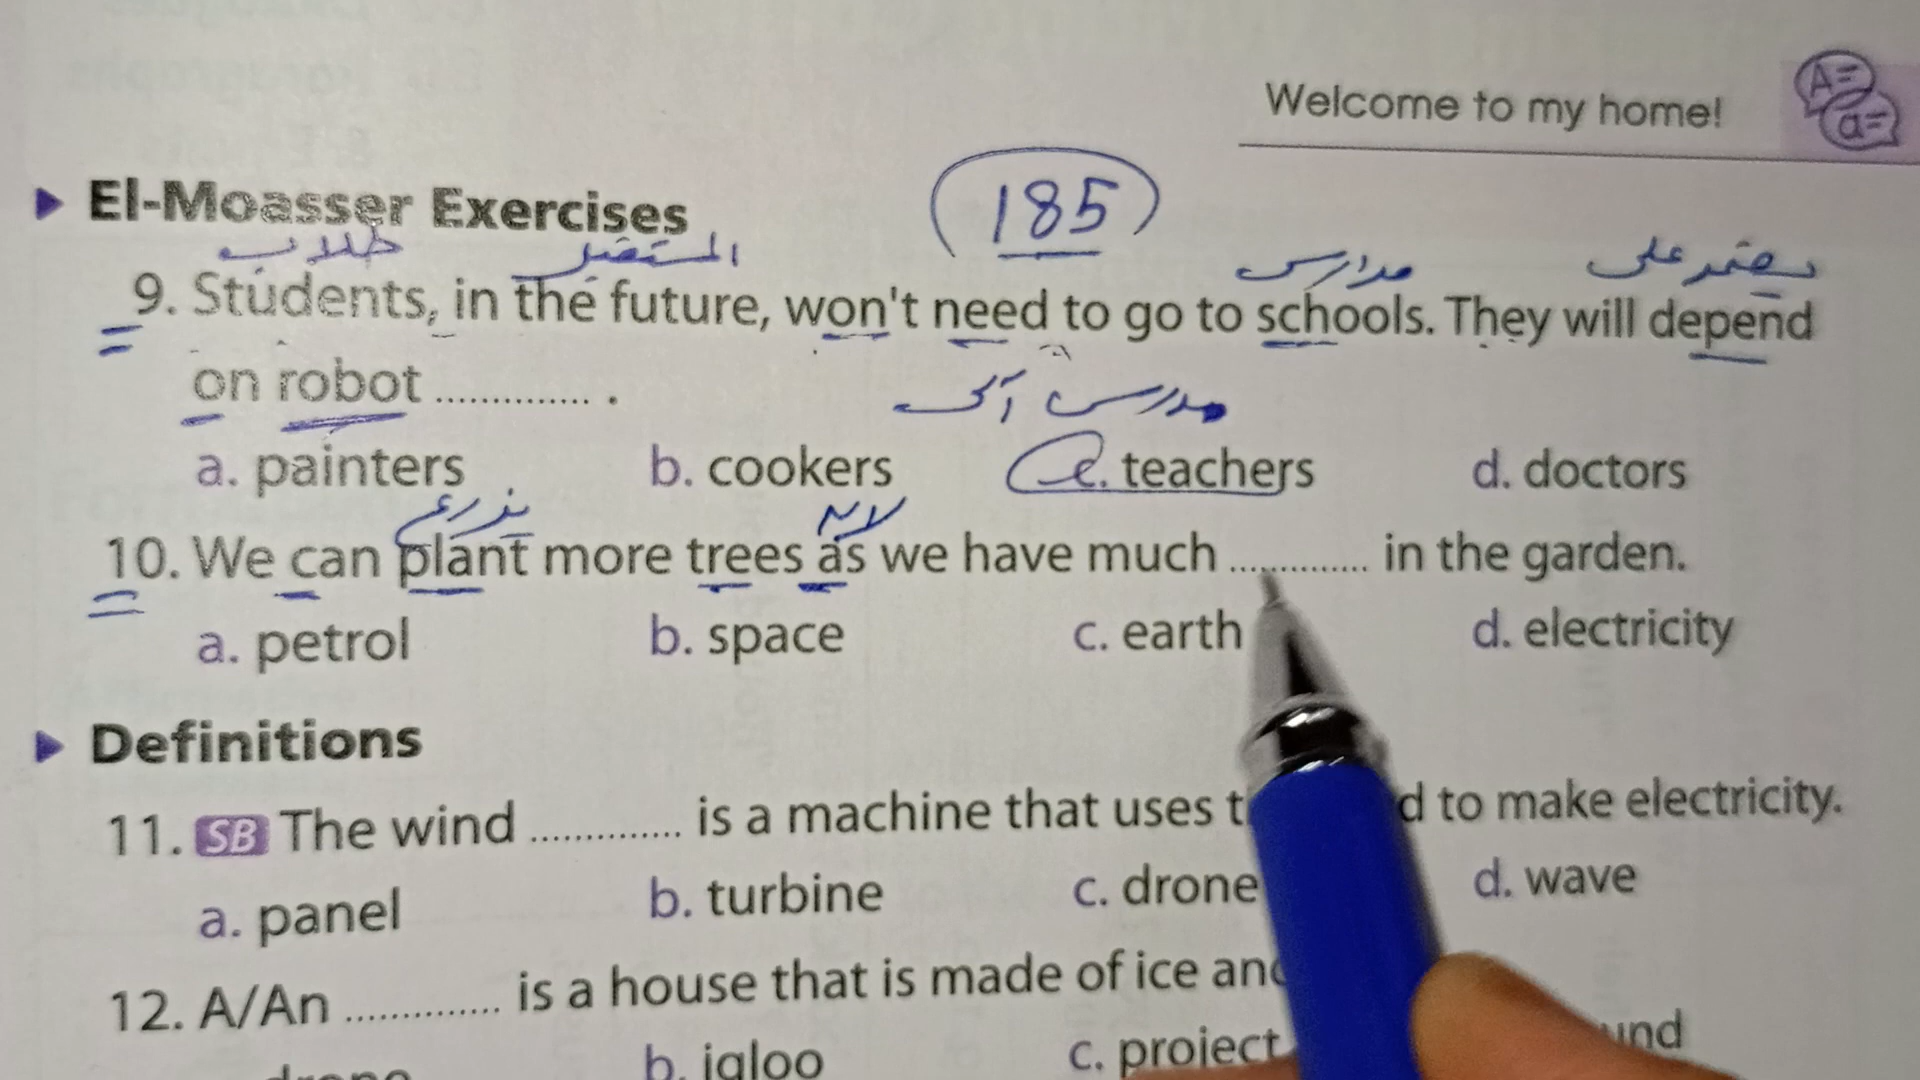 Welcome to my home!
A= a=
El-Moasser Exercises
185
طلاب المستقبل مدارس يعتمد على
9. Students, in the future, won't need to go to schools. They will depend
on robot .............. .
مدرس آلى
a. painters b. cookers c. teachers d. doctors
نزرع لأنه
10. We can plant more trees as we have much .............. in the garden.
a. petrol b. space c. earth d. electricity
Definitions
11. SB The wind .............. is a machine that uses t d to make electricity.
a. panel b. turbine c. drone d. wave
12. A/An .............. is a house that is made of ice and
b. igloo c. project und